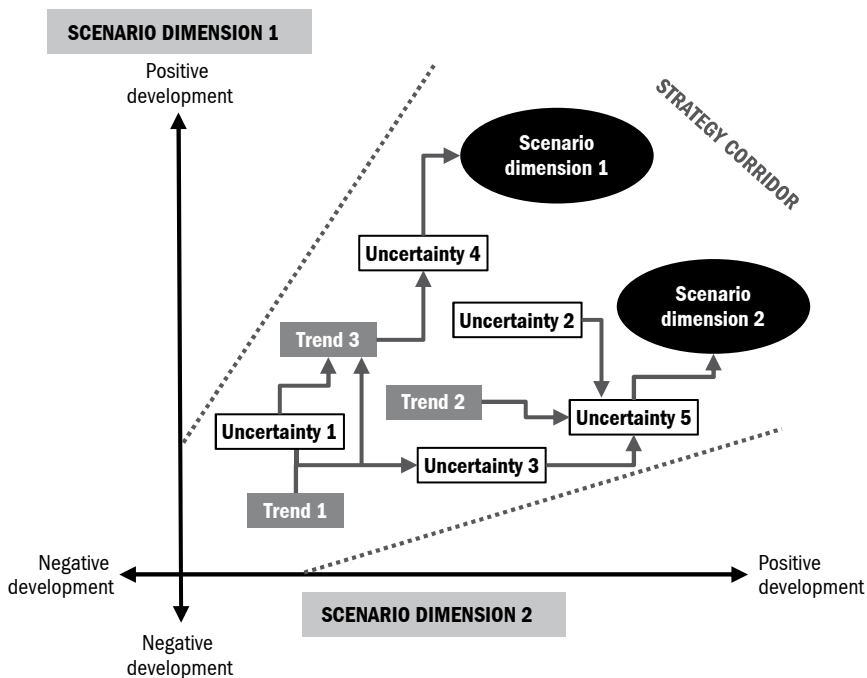 SCENARIO DIMENSION 1
Positive
development
STRATEGY CORRIDOR
Scenario
dimension 1
Uncertainty 4
Scenario
dimension 2
Uncertainty 2
Trend 3
Trend 2
Uncertainty 5
Uncertainty 1
Uncertainty 3
Trend 1
Negative
development
Positive
development
SCENARIO DIMENSION 2
Negative
development